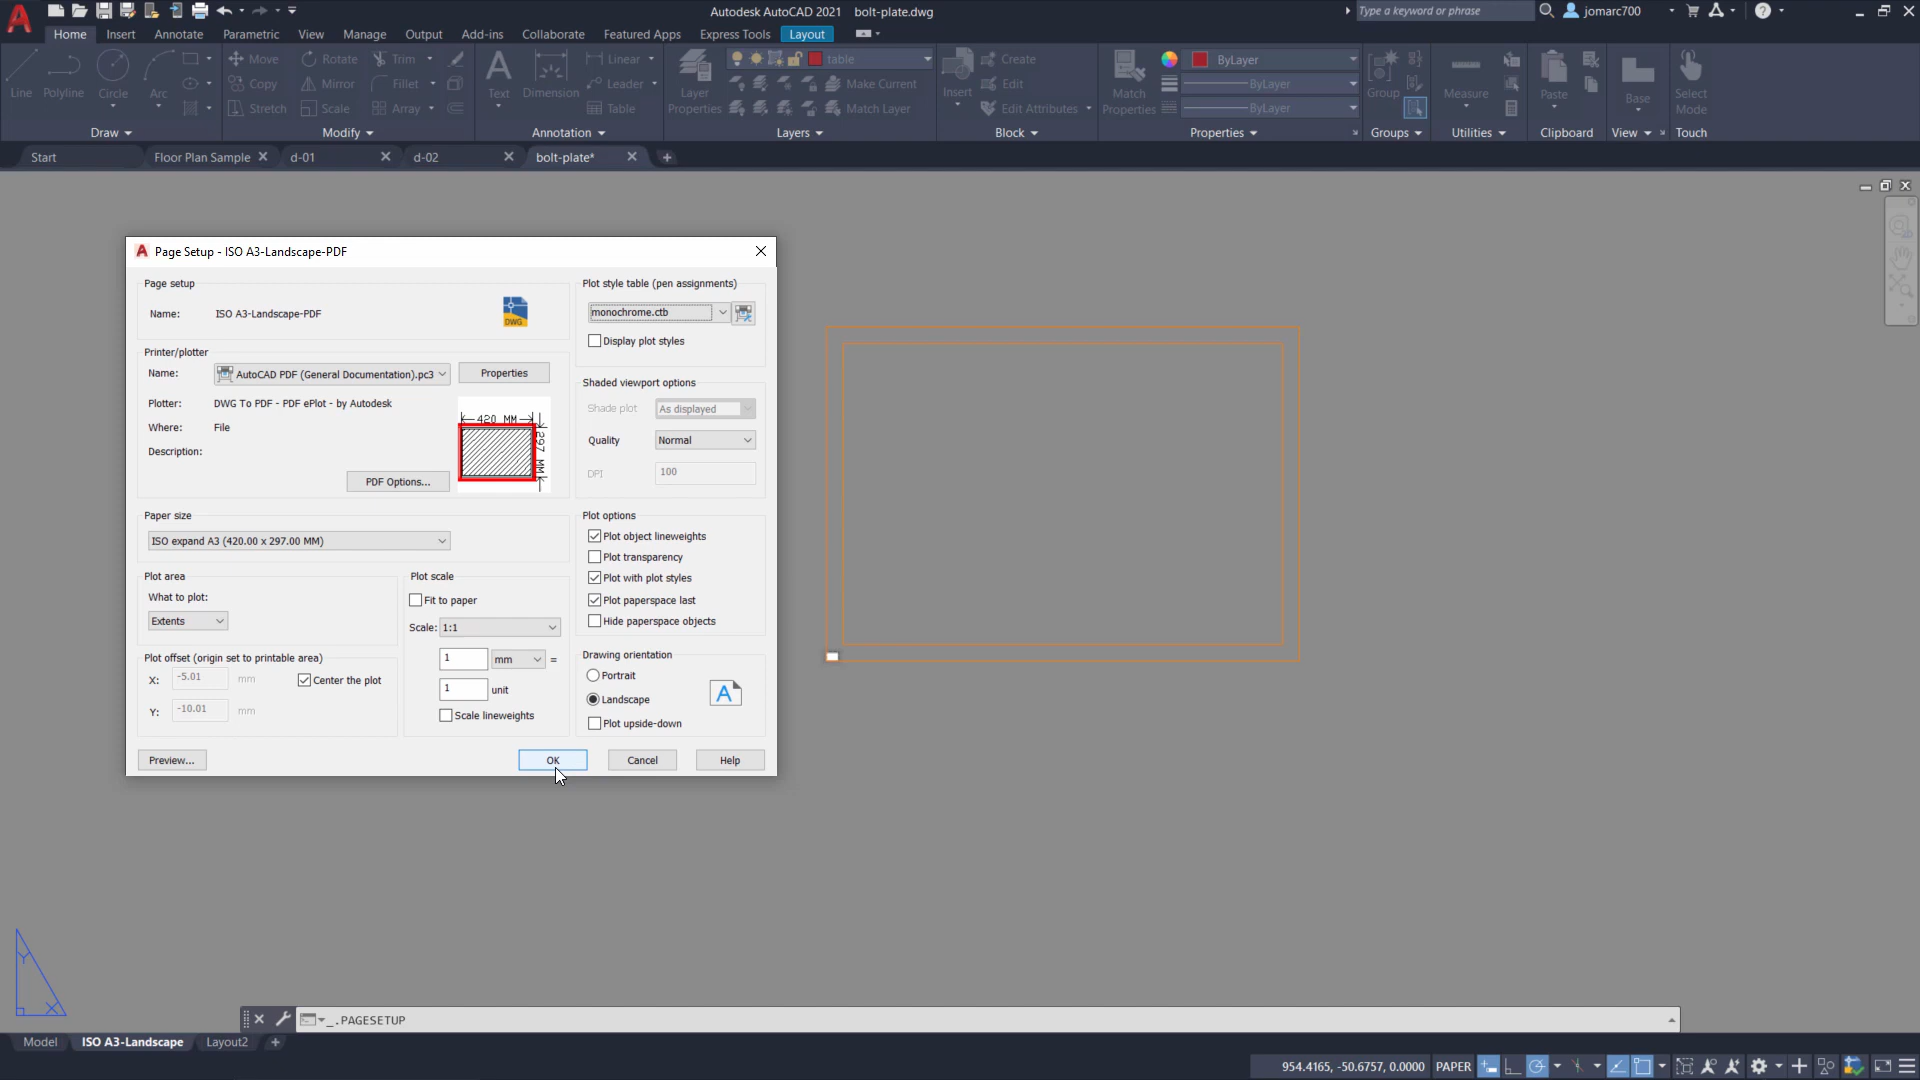 Autodesk AutoCAD 2021 bolt-plate.dwg
Type a keyword or phrase
jomarc700
Home Insert Annotate Parametric View Manage Output Add-ins Collaborate Featured Apps Express Tools Layout
Line Polyline Circle Arc
Draw
Move Rotate Trim
Copy Mirror Fillet
Stretch Scale Array
Modify
Text Dimension
Linear
Leader
Table
Annotation
Layer Properties
table
Make Current
Match Layer
Layers
Insert
Create
Edit
Edit Attributes
Block
Match Properties
ByLayer
ByLayer
ByLayer
Properties
Group
Groups
Measure
Utilities
Paste
Clipboard
Base
View
Select Mode
Touch
Start Floor Plan Sample d-01 d-02 bolt-plate*
Page Setup - ISO A3-Landscape-PDF
Page setup
Name: ISO A3-Landscape-PDF
DWG
Printer/plotter
Name: AutoCAD PDF (General Documentation).pc3 Properties
Plotter: DWG To PDF - PDF ePlot - by Autodesk
Where: File
Description:
PDF Options...
420 MM
297 MM
Paper size
ISO expand A3 (420.00 x 297.00 MM)
Plot area
What to plot:
Extents
Plot offset (origin set to printable area)
X: -5.01 mm Center the plot
Y: -10.01 mm
Plot scale
Fit to paper
Scale: 1:1
1 mm =
1 unit
Scale lineweights
Plot style table (pen assignments)
monochrome.ctb
Display plot styles
Shaded viewport options
Shade plot As displayed
Quality Normal
DPI 100
Plot options
Plot object lineweights
Plot transparency
Plot with plot styles
Plot paperspace last
Hide paperspace objects
Drawing orientation
Portrait
Landscape
Plot upside-down
A
Preview... OK Cancel Help
Y
X
_.PAGESETUP
Model ISO A3-Landscape Layout2
954.4165, -50.6757, 0.0000 PAPER